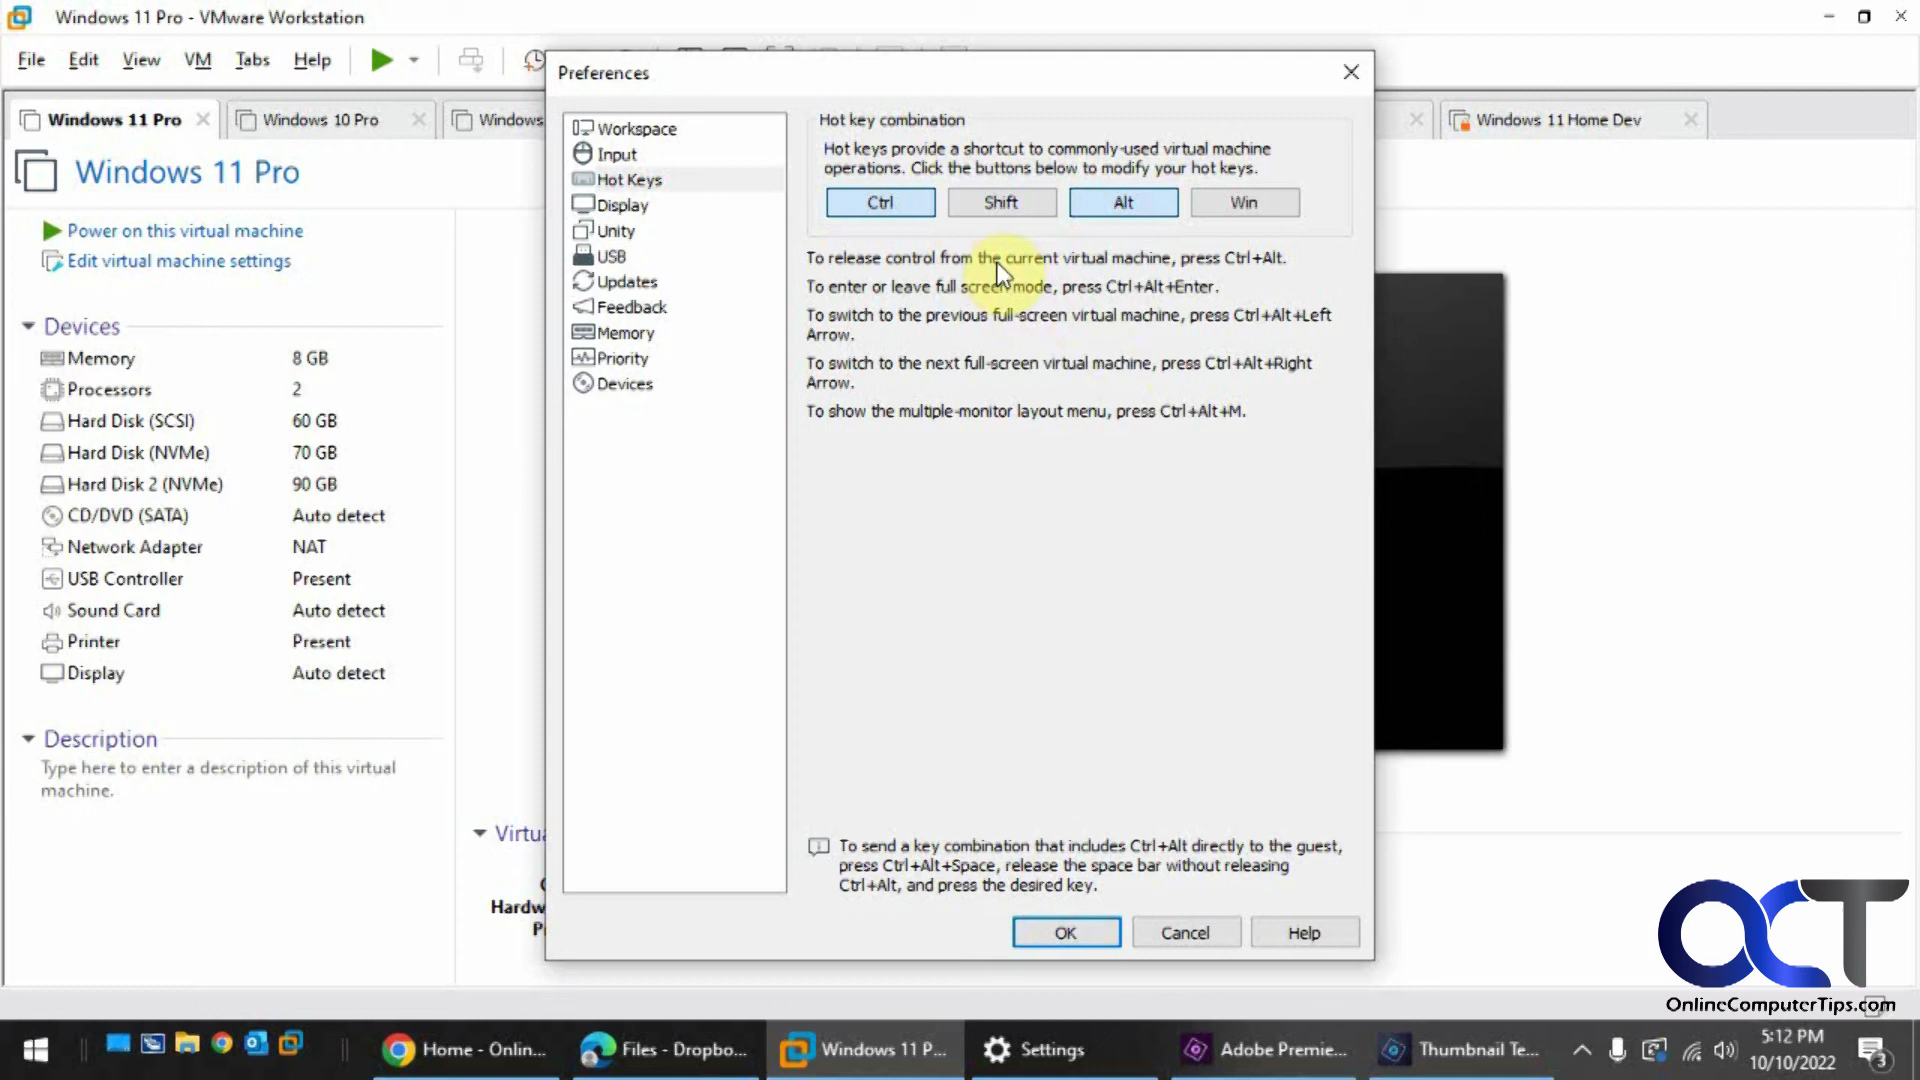 Windows 11 Pro - VMware Workstation
File Edit View VM Tabs Help
Windows 11 Pro
Windows 10 Pro
Windows
Windows 11 Home Dev
Windows 11 Pro
Power on this virtual machine
Edit virtual machine settings
Devices
Memory 8 GB
Processors 2
Hard Disk (SCSI) 60 GB
Hard Disk (NVMe) 70 GB
Hard Disk 2 (NVMe) 90 GB
CD/DVD (SATA) Auto detect
Network Adapter NAT
USB Controller Present
Sound Card Auto detect
Printer Present
Display Auto detect
Description
Type here to enter a description of this virtual
machine.
Preferences
Workspace
Input
Hot Keys
Display
Unity
USB
Updates
Feedback
Memory
Priority
Devices
Hot key combination
Hot keys provide a shortcut to commonly-used virtual machine
operations. Click the buttons below to modify your hot keys.
Ctrl Shift Alt Win
To release control from the current virtual machine, press Ctrl+Alt.
To enter or leave full screen mode, press Ctrl+Alt+Enter.
To switch to the previous full-screen virtual machine, press Ctrl+Alt+Left
Arrow.
To switch to the next full-screen virtual machine, press Ctrl+Alt+Right
Arrow.
To show the multiple-monitor layout menu, press Ctrl+Alt+M.
To send a key combination that includes Ctrl+Alt directly to the guest,
press Ctrl+Alt+Space, release the space bar without releasing
Ctrl+Alt, and press the desired key.
OK Cancel Help
OCT
OnlineComputerTips.com
Home - Onlin...
Files - Dropbo...
Windows 11 P...
Settings
Adobe Premie...
Thumbnail Te...
5:12 PM
10/10/2022
3